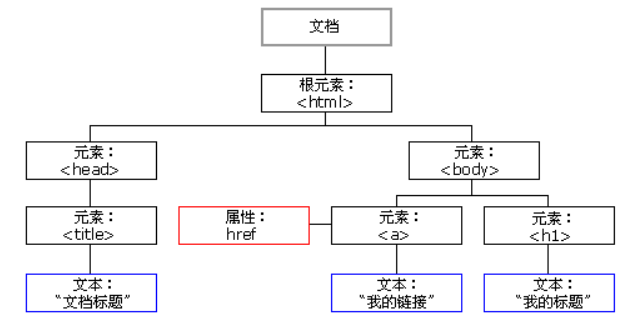 文档
根元素：
<html>
元素：
<head>
元素：
<body>
元素：
<title>
属性：
href
元素：
<a>
元素：
<h1>
文本：
“文档标题”
文本：
“我的链接”
文本：
“我的标题”